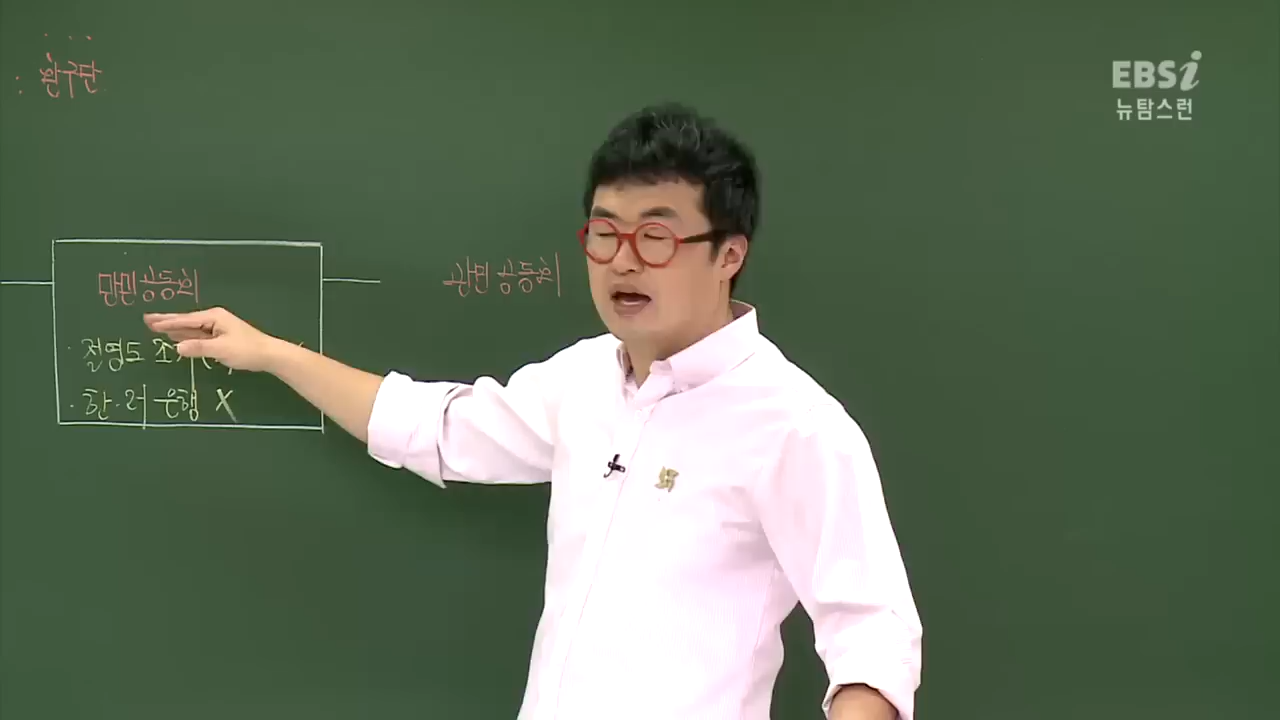 : 환구단
EBSi
뉴탐스런
만민공동회
관민공동회
· 절영도 조차
· 한·러 은행 X